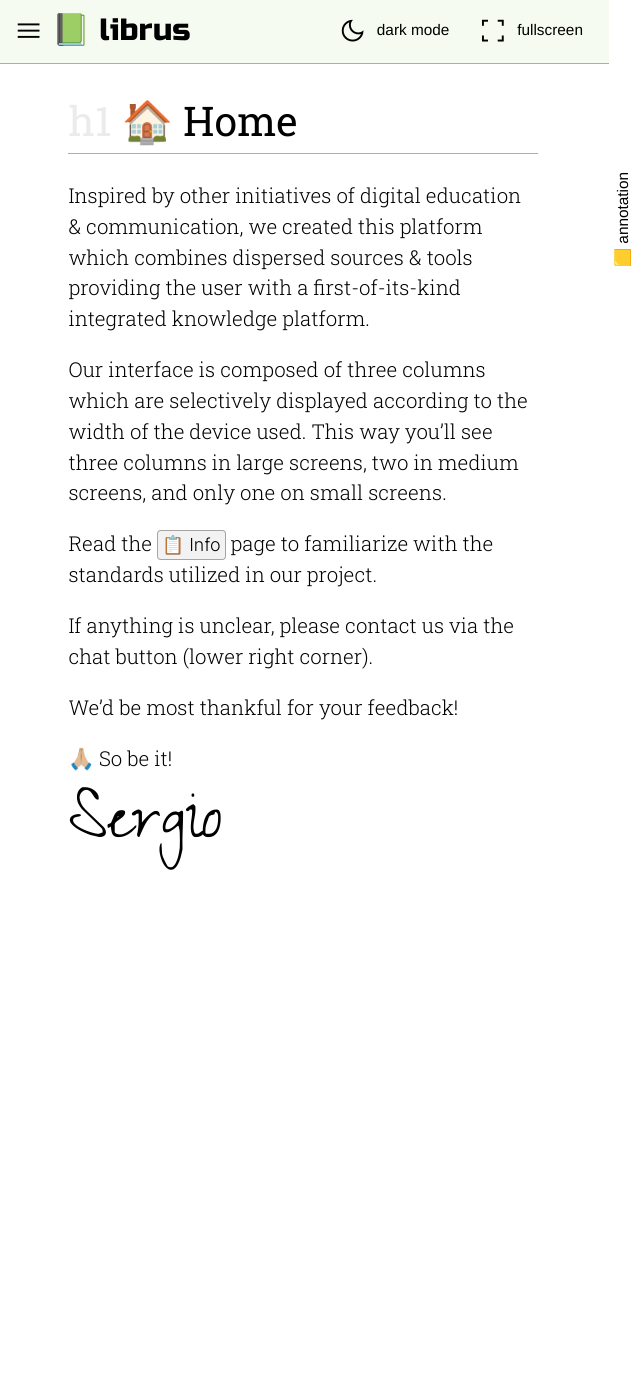 librus
dark mode
fullscreen
annotation
h1 🏠 Home
Inspired by other initiatives of digital education
& communication, we created this platform
which combines dispersed sources & tools
providing the user with a first-of-its-kind
integrated knowledge platform.
Our interface is composed of three columns
which are selectively displayed according to the
width of the device used. This way you’ll see
three columns in large screens, two in medium
screens, and only one on small screens.
Read the 📋 Info page to familiarize with the
standards utilized in our project.
If anything is unclear, please contact us via the
chat button (lower right corner).
We’d be most thankful for your feedback!
🙏🏼 So be it!
Sergio